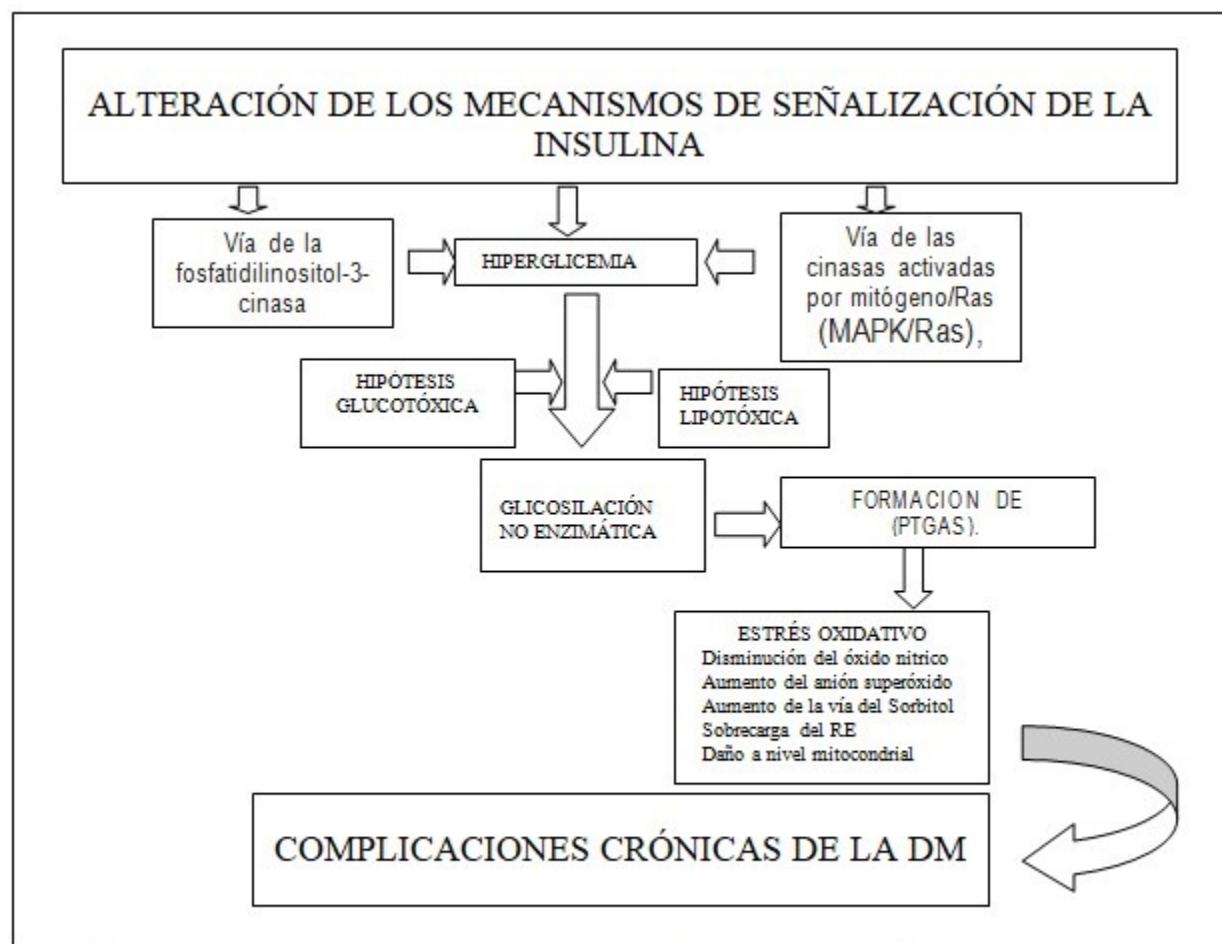 ALTERACIÓN DE LOS MECANISMOS DE SEÑALIZACIÓN DE LA
INSULINA
Vía de la
fosfatidilinositol-3-
cinasa
HIPERGLICEMIA
Vía de las
cinasas activadas
por mitógeno/Ras
(MAPK/Ras),
HIPÓTESIS
GLUCOTÓXICA
HIPÓTESIS
LIPOTÓXICA
GLICOSILACIÓN
NO ENZIMÁTICA
FORMACION DE
(PTGAS).
ESTRÉS OXIDATIVO
Disminución del óxido nitrico
Aumento del anión superóxido
Aumento de la vía del Sorbitol
Sobrecarga del RE
Daño a nivel mitocondrial
COMPLICACIONES CRÓNICAS DE LA DM